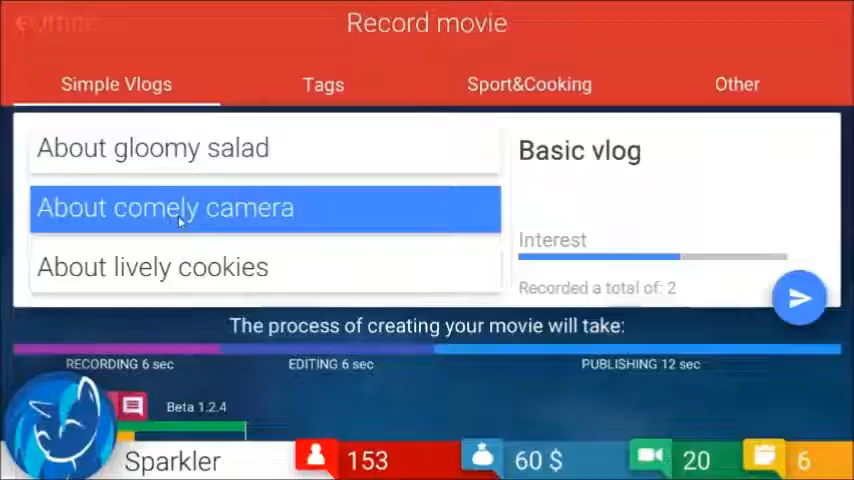 eOffice
Record movie
Simple Vlogs Tags Sport&Cooking Other
About gloomy salad
About comely camera
About lively cookies
Basic vlog
Interest
Recorded a total of: 2
The process of creating your movie will take:
RECORDING 6 sec EDITING 6 sec PUBLISHING 12 sec
Beta 1.2.4
Sparkler 153 60 $ 20 6